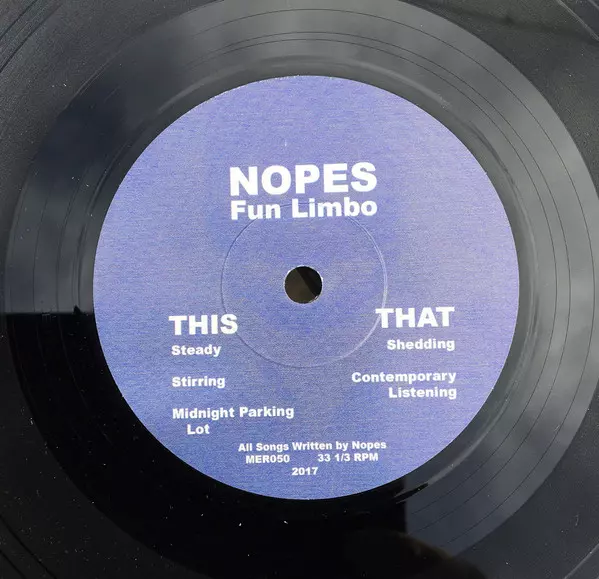 NOPES
Fun Limbo
THIS
Steady
Stirring
Midnight Parking
Lot
THAT
Shedding
Contemporary
Listening
All Songs Written by Nopes
MER050 33 1/3 RPM
2017